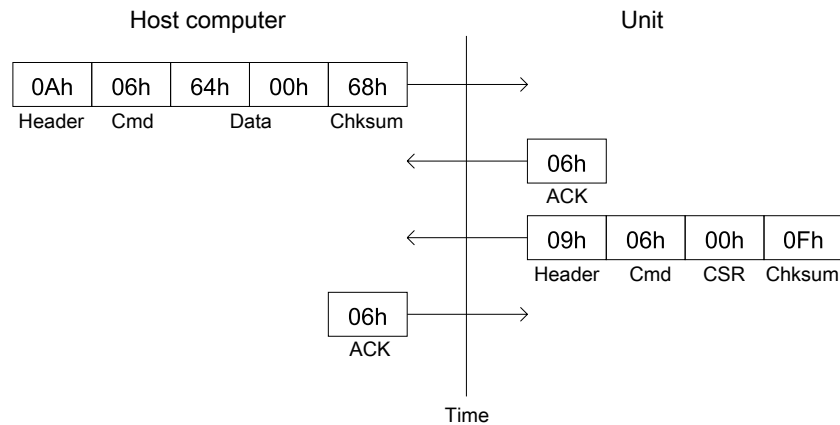 Host computer Unit
0Ah 06h 64h 00h 68h
Header Cmd Data Chksum
06h
ACK
09h 06h 00h 0Fh
Header Cmd CSR Chksum
06h
ACK
Time